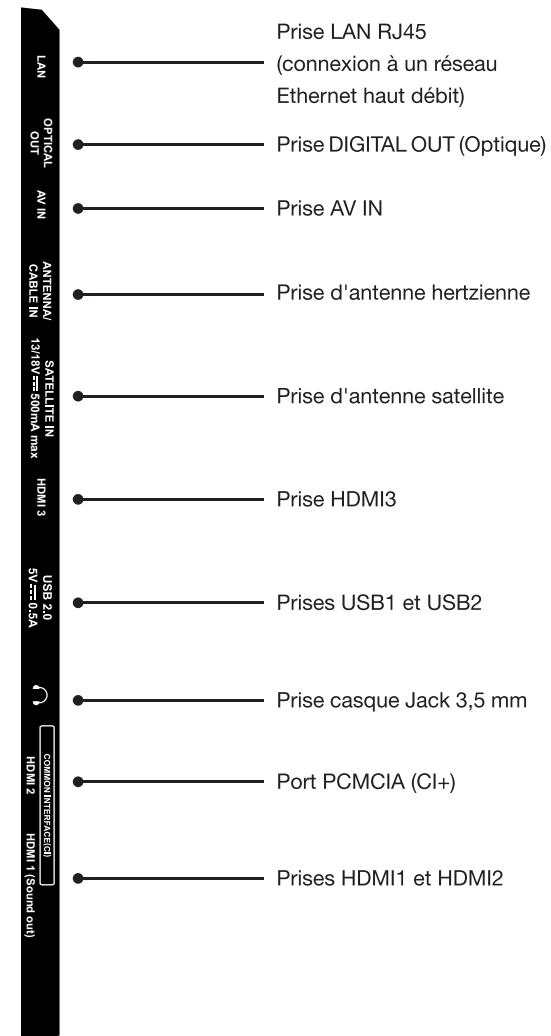 LAN
Prise LAN RJ45
(connexion à un réseau
Ethernet haut débit)
OPTICAL
OUT
Prise DIGITAL OUT (Optique)
AV IN
Prise AV IN
ANTENNA/
CABLE IN
Prise d'antenne hertzienne
SATELLITE IN
13/18V⎓500mA max
Prise d'antenne satellite
HDMI 3
Prise HDMI3
USB 2.0
5V⎓0.5A
Prises USB1 et USB2
Prise casque Jack 3,5 mm
COMMON INTERFACE(CI)
Port PCMCIA (CI+)
HDMI 2
HDMI 1 (Sound out)
Prises HDMI1 et HDMI2